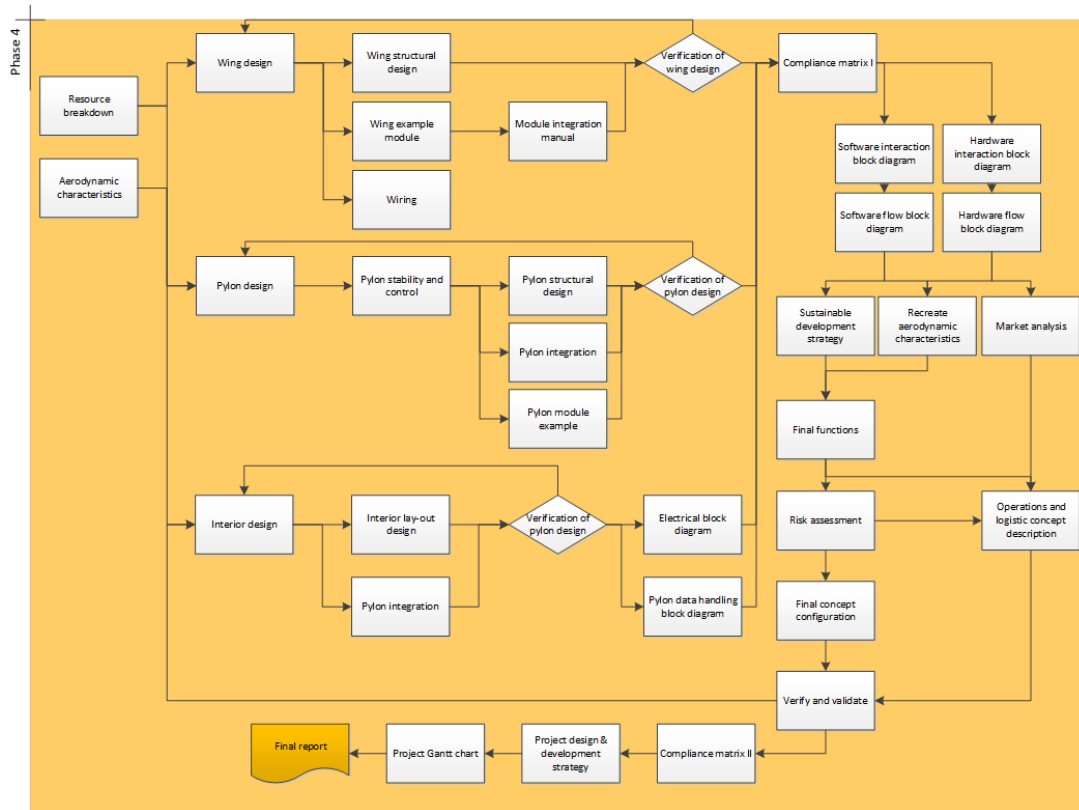 Phase 4
Wing design
Wing structural
design
Verification of
wing design
Compliance matrix I
Resource
breakdown
Wing example
module
Module integration
manual
Software interaction
block diagram
Hardware
interaction block
diagram
Aerodynamic
characteristics
Wiring
Software flow block
diagram
Hardware flow block
diagram
Pylon design
Pylon stability and
control
Pylon structural
design
Verification of
pylon design
Sustainable
development
strategy
Recreate
aerodynamic
characteristics
Market analysis
Pylon integration
Pylon module
example
Final functions
Interior design
Interior lay-out
design
Verification of
pylon design
Electrical block
diagram
Risk assessment
Operations and
logistic concept
description
Pylon integration
Pylon data handling
block diagram
Final concept
configuration
Verify and validate
Final report
Project Gantt chart
Project design &
development
strategy
Compliance matrix II